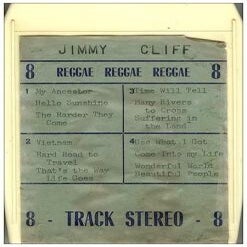 JIMMY CLIFF
8 REGGAE REGGAE REGGAE 8
1 My Ancestor
Hello Sunshine
The Harder They
Come
3 Time Will Tell
Many Rivers
to Cross
Suffering in
the Land
2 Vietnam
Hard Road to
Travel
That's the Way
Life Goes
4 Use What I Got
Come Into my Life
Wonderful World
Beautiful People
8 - TRACK STEREO - 8